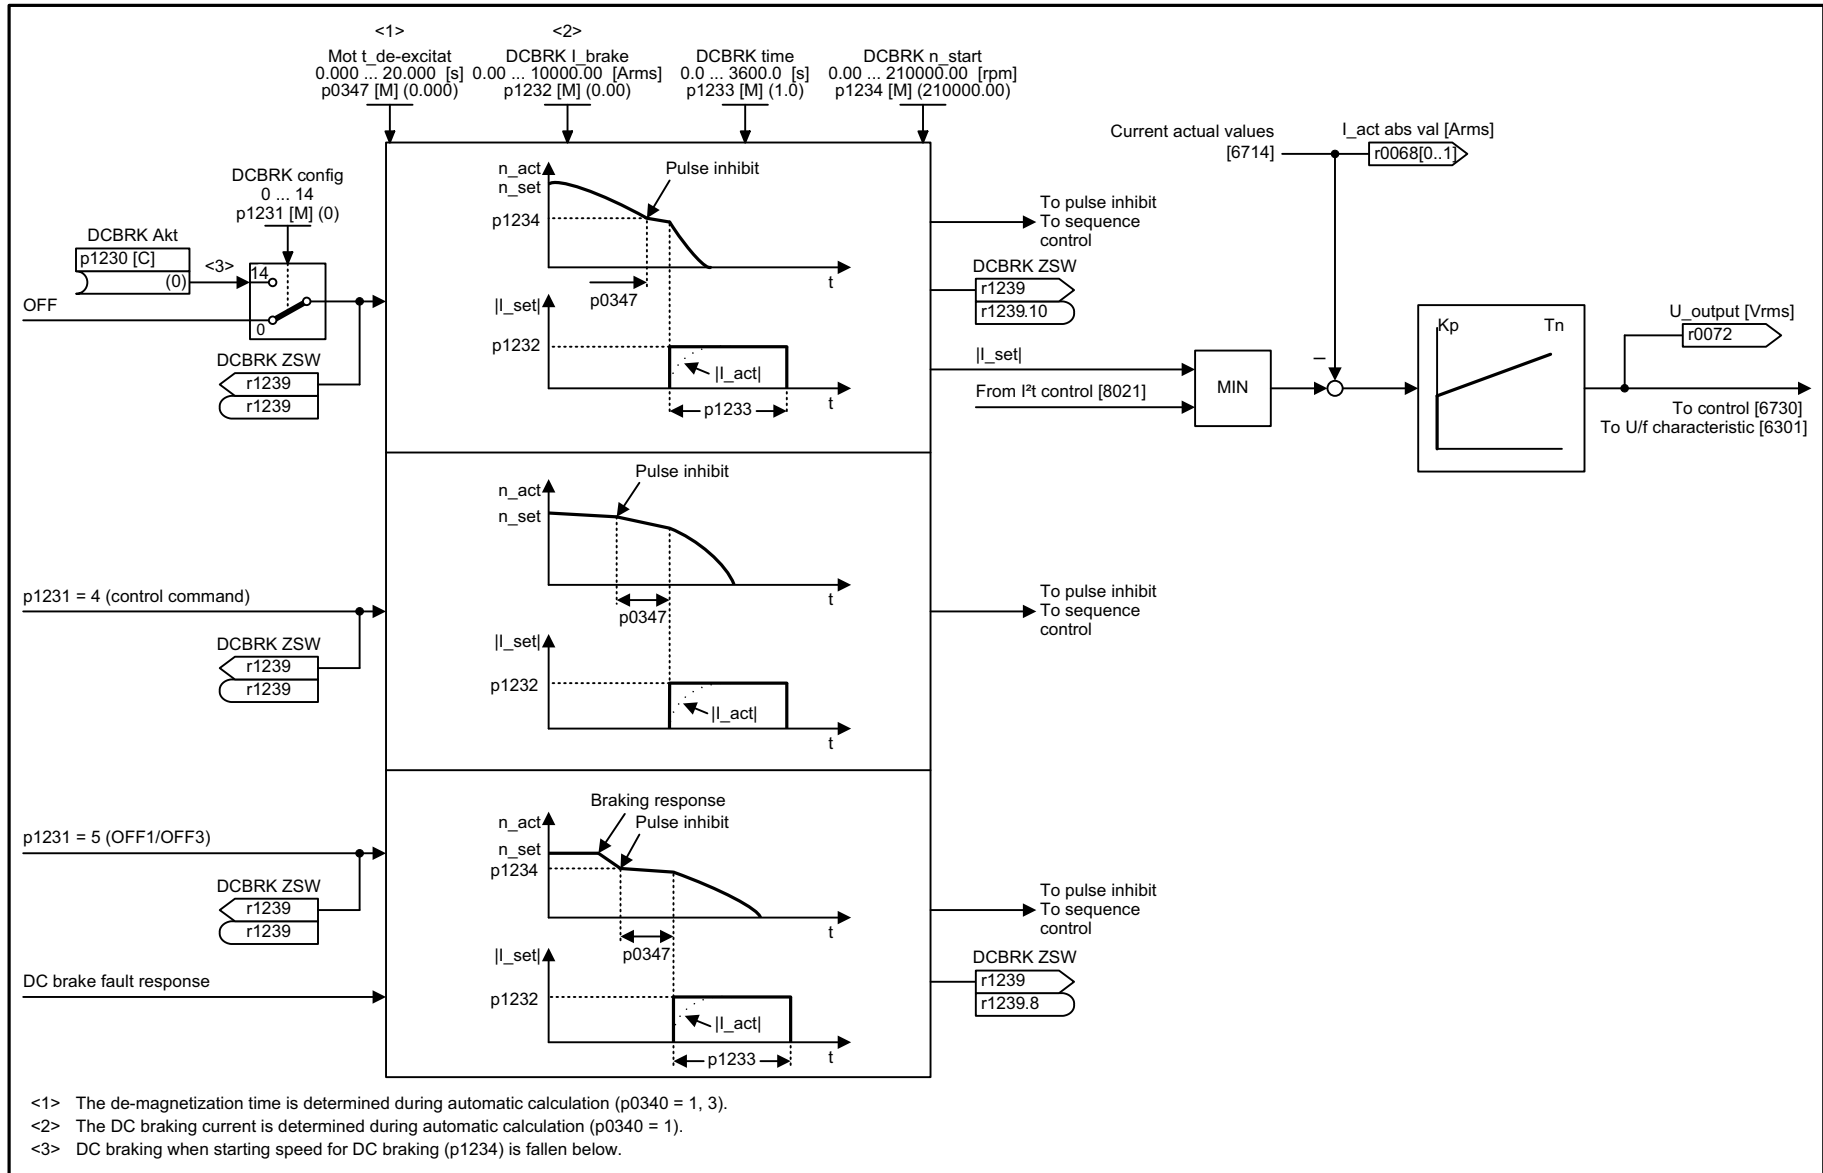 <1>
Mot t_de-excitat
0.000 ... 20.000 [s]
p0347 [M] (0.000)
<2>
DCBRK I_brake
0.00 ... 10000.00 [Arms]
p1232 [M] (0.00)
DCBRK time
0.0 ... 3600.0 [s]
p1233 [M] (1.0)
DCBRK n_start
0.00 ... 210000.00 [rpm]
p1234 [M] (210000.00)
DCBRK config
0 ... 14
p1231 [M] (0)
DCBRK Akt
p1230 [C]
(0)
<3>
14
0
OFF
DCBRK ZSW
r1239
r1239
n_act
n_set
p1234
Pulse inhibit
p0347
t
|I_set|
p1232
|I_act|
p1233
t
To pulse inhibit
To sequence
control
DCBRK ZSW
r1239
r1239.10
|I_set|
From I²t control [8021]
MIN
Current actual values
[6714]
I_act abs val [Arms]
r0068[0..1]
–
Kp
Tn
U_output [Vrms]
r0072
To control [6730]
To U/f characteristic [6301]
p1231 = 4 (control command)
DCBRK ZSW
r1239
r1239
n_act
n_set
Pulse inhibit
p0347
|I_set|
p1232
|I_act|
t
To pulse inhibit
To sequence
control
p1231 = 5 (OFF1/OFF3)
DCBRK ZSW
r1239
r1239
DC brake fault response
Braking response
Pulse inhibit
n_act
n_set
p1234
p0347
t
|I_set|
p1232
|I_act|
p1233
t
To pulse inhibit
To sequence
control
DCBRK ZSW
r1239
r1239.8
<1> The de-magnetization time is determined during automatic calculation (p0340 = 1, 3).
<2> The DC braking current is determined during automatic calculation (p0340 = 1).
<3> DC braking when starting speed for DC braking (p1234) is fallen below.